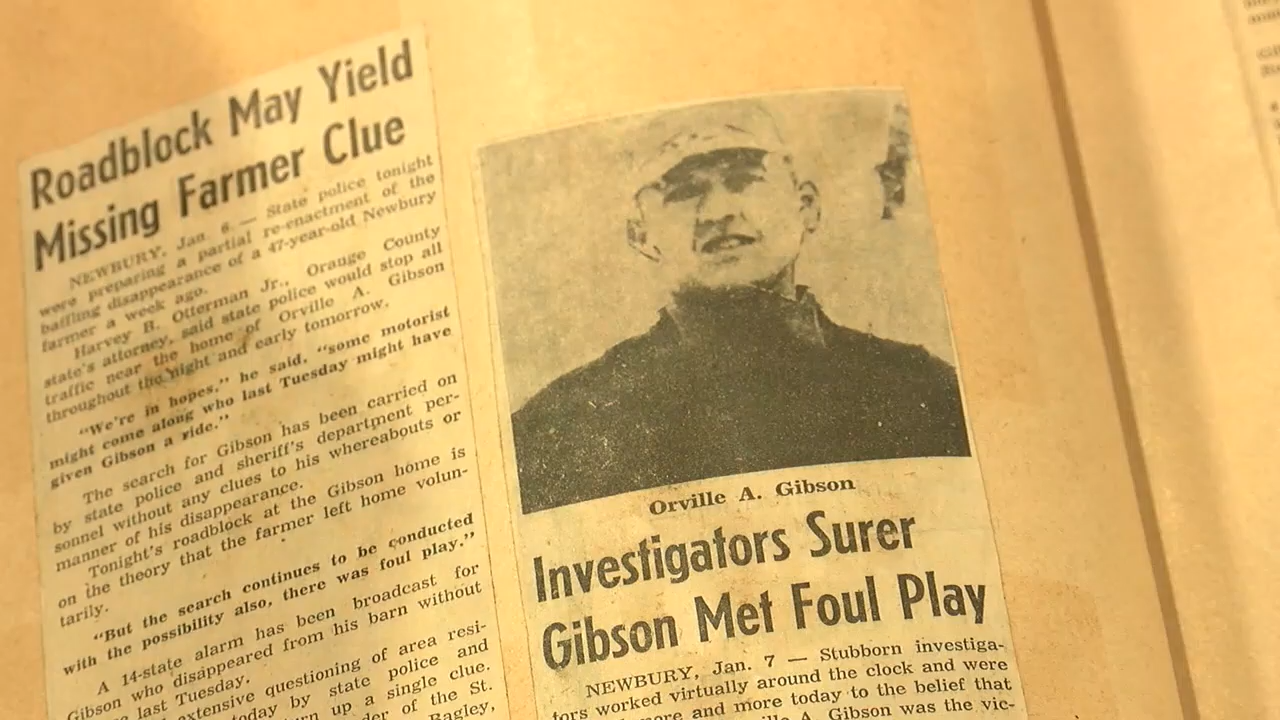 Roadblock May Yield
Missing Farmer Clue
NEWBURY, Jan. 6. — State police tonight
were preparing a partial re-enactment of the
baffling disappearance of a 47-year-old Newbury
farmer a week ago.
Harvey B. Otterman Jr., Orange County
state's attorney, said state police would stop all
traffic near the home of Orville A. Gibson
throughout the night and early tomorrow.
"We're in hopes," he said, "some motorist
might come along who last Tuesday might have
given Gibson a ride."
The search for Gibson has been carried on
by state police and sheriff's department per-
sonnel without any clues to his whereabouts or
manner of his disappearance.
Tonight's roadblock at the Gibson home is
on the theory that the farmer left home volun-
tarily.
"But the search continues to be conducted
with the possibility also, there was foul play."
A 14-state alarm has been broadcast for
Gibson who disappeared from his barn without
last Tuesday.
extensive questioning of area resi-
today by state police and
up a single clue.
of the St.
Bagley,
Orville A. Gibson
Investigators Surer
Gibson Met Foul Play
NEWBURY, Jan. 7 — Stubborn investiga-
tors worked virtually around the clock and were
more and more today to the belief that
A. Gibson was the vic-